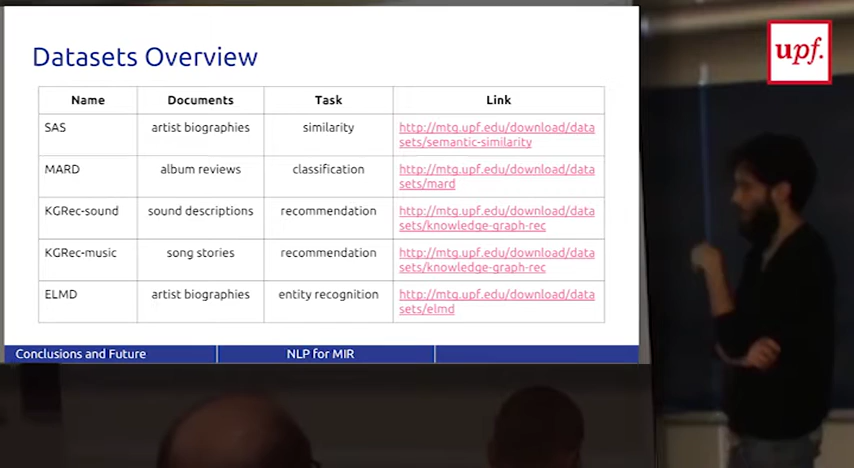 upf.
Datasets Overview
Name Documents Task Link
SAS artist biographies similarity http://mtg.upf.edu/download/data
sets/semantic-similarity
MARD album reviews classification http://mtg.upf.edu/download/data
sets/mard
KGRec-sound sound descriptions recommendation http://mtg.upf.edu/download/data
sets/knowledge-graph-rec
KGRec-music song stories recommendation http://mtg.upf.edu/download/data
sets/knowledge-graph-rec
ELMD artist biographies entity recognition http://mtg.upf.edu/download/data
sets/elmd
Conclusions and Future NLP for MIR